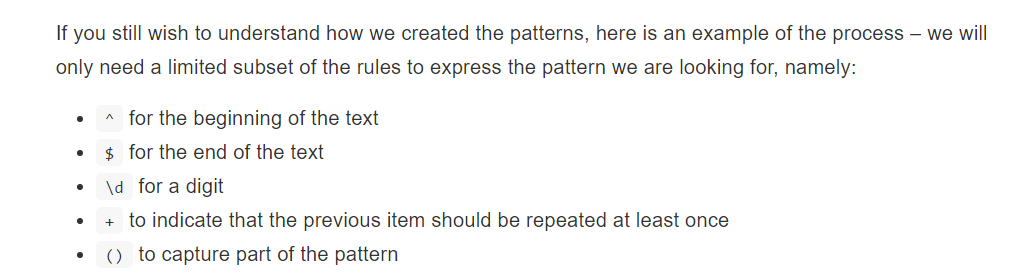 If you still wish to understand how we created the patterns, here is an example of the process – we will
only need a limited subset of the rules to express the pattern we are looking for, namely:
• ^ for the beginning of the text
• $ for the end of the text
• \d for a digit
• + to indicate that the previous item should be repeated at least once
• () to capture part of the pattern